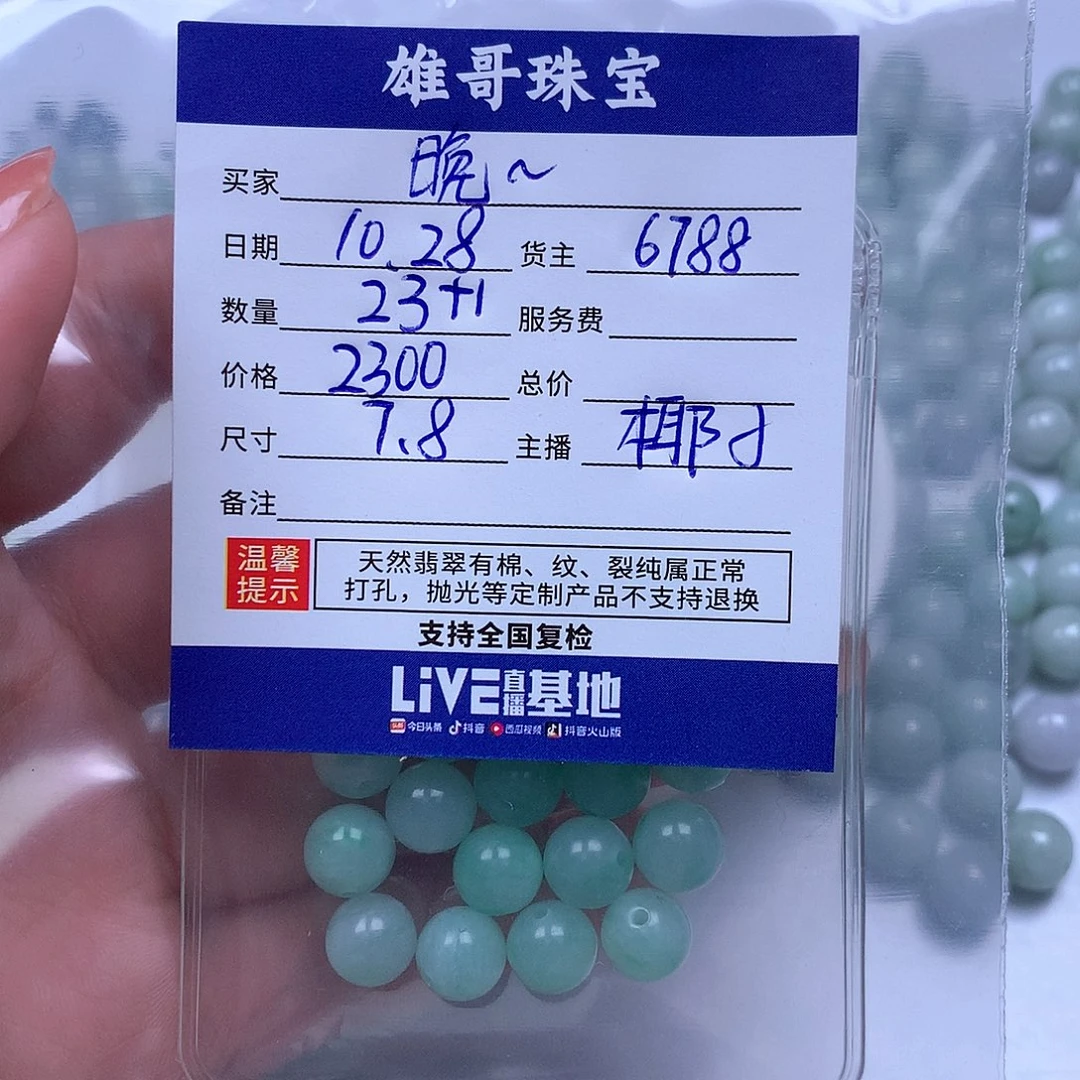 雄哥珠宝
买家 晚~
日期 10.28 货主 6788
数量 23+1 服务费
价格 2300 总价
尺寸 7.8 主播
备注
温馨提示 天然翡翠有棉、纹、裂纯属正常
打孔，抛光等定制产品不支持退换
支持全国复检
LiVE直播基地
头条 今日头条 抖音 西瓜视频 抖音火山版